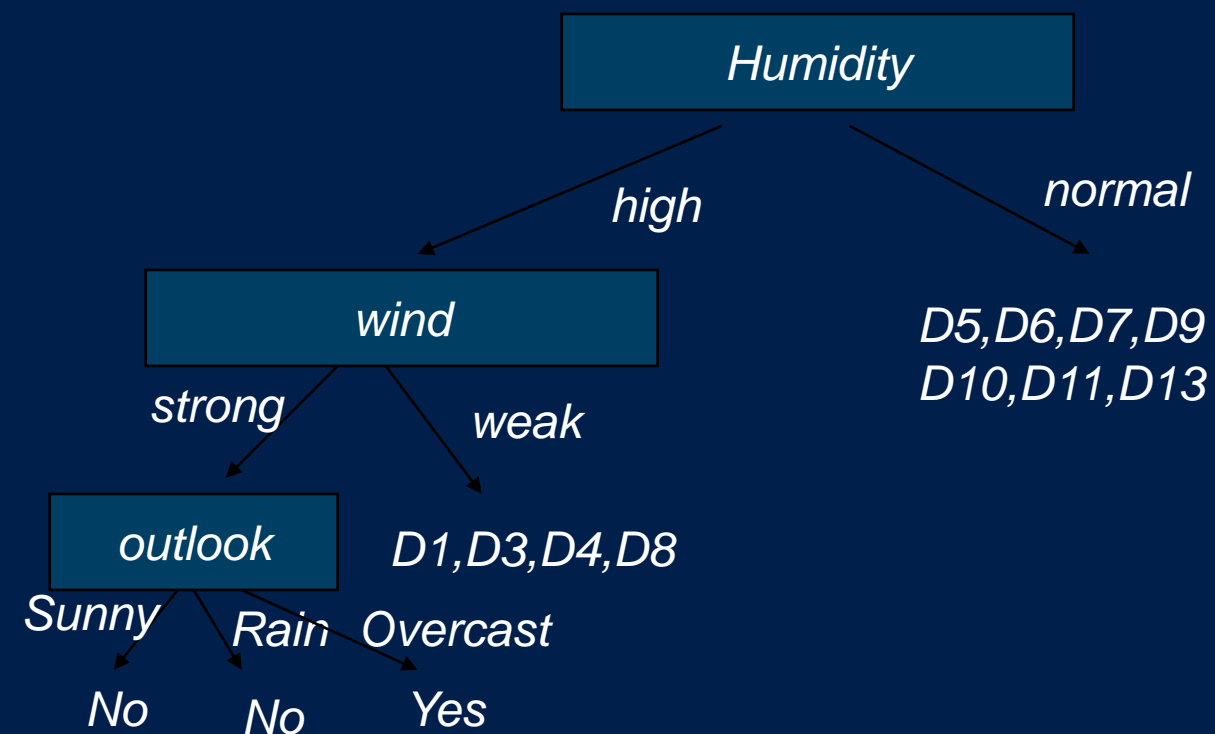 Humidity
high
normal
wind
D5,D6,D7,D9
D10,D11,D13
strong
weak
outlook
D1,D3,D4,D8
Sunny
Rain
Overcast
No
No
Yes